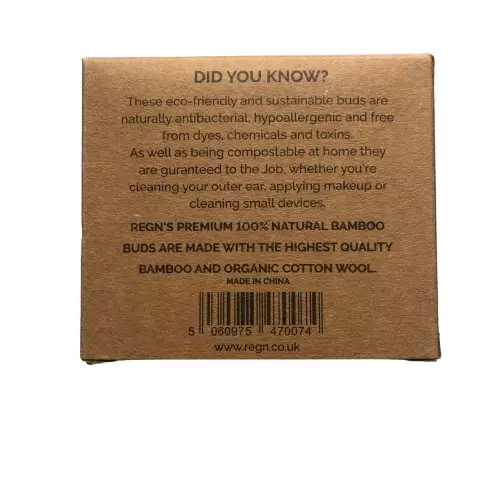 DID YOU KNOW?
These eco-friendly and sustainable buds are
naturally antibacterial, hypoallergenic and free
from dyes, chemicals and toxins.
As well as being compostable at home they
are guranteed to the Job, whether you're
cleaning your outer ear, applying makeup or
cleaning small devices.
REGN'S PREMIUM 100% NATURAL BAMBOO
BUDS ARE MADE WITH THE HIGHEST QUALITY
BAMBOO AND ORGANIC COTTON WOOL.
MADE IN CHINA
5 060975 470074
www.regn.co.uk